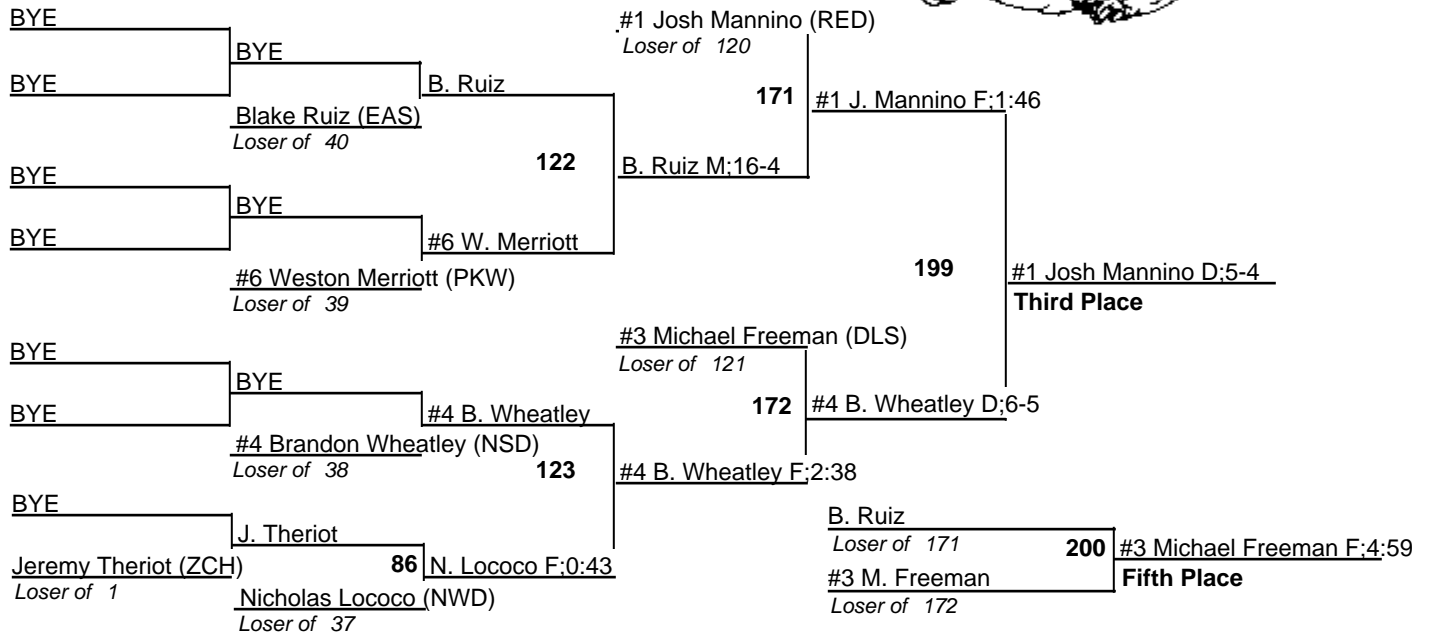 BYE
#1 Josh Mannino (RED)
Loser of 120
BYE
BYE
B. Ruiz
171
#1 J. Mannino F;1:46
Blake Ruiz (EAS)
Loser of 40
122
B. Ruiz M;16-4
BYE
BYE
BYE
#6 W. Merriott
199
#1 Josh Mannino D;5-4
Third Place
#6 Weston Merriott (PKW)
Loser of 39
#3 Michael Freeman (DLS)
Loser of 121
BYE
BYE
BYE
#4 B. Wheatley
172
#4 B. Wheatley D;6-5
#4 Brandon Wheatley (NSD)
Loser of 38
123
#4 B. Wheatley F;2:38
BYE
J. Theriot
Jeremy Theriot (ZCH)
Loser of 1
86
N. Lococo F;0:43
Nicholas Lococo (NWD)
Loser of 37
B. Ruiz
Loser of 171
200
#3 Michael Freeman F;4:59
Fifth Place
#3 M. Freeman
Loser of 172